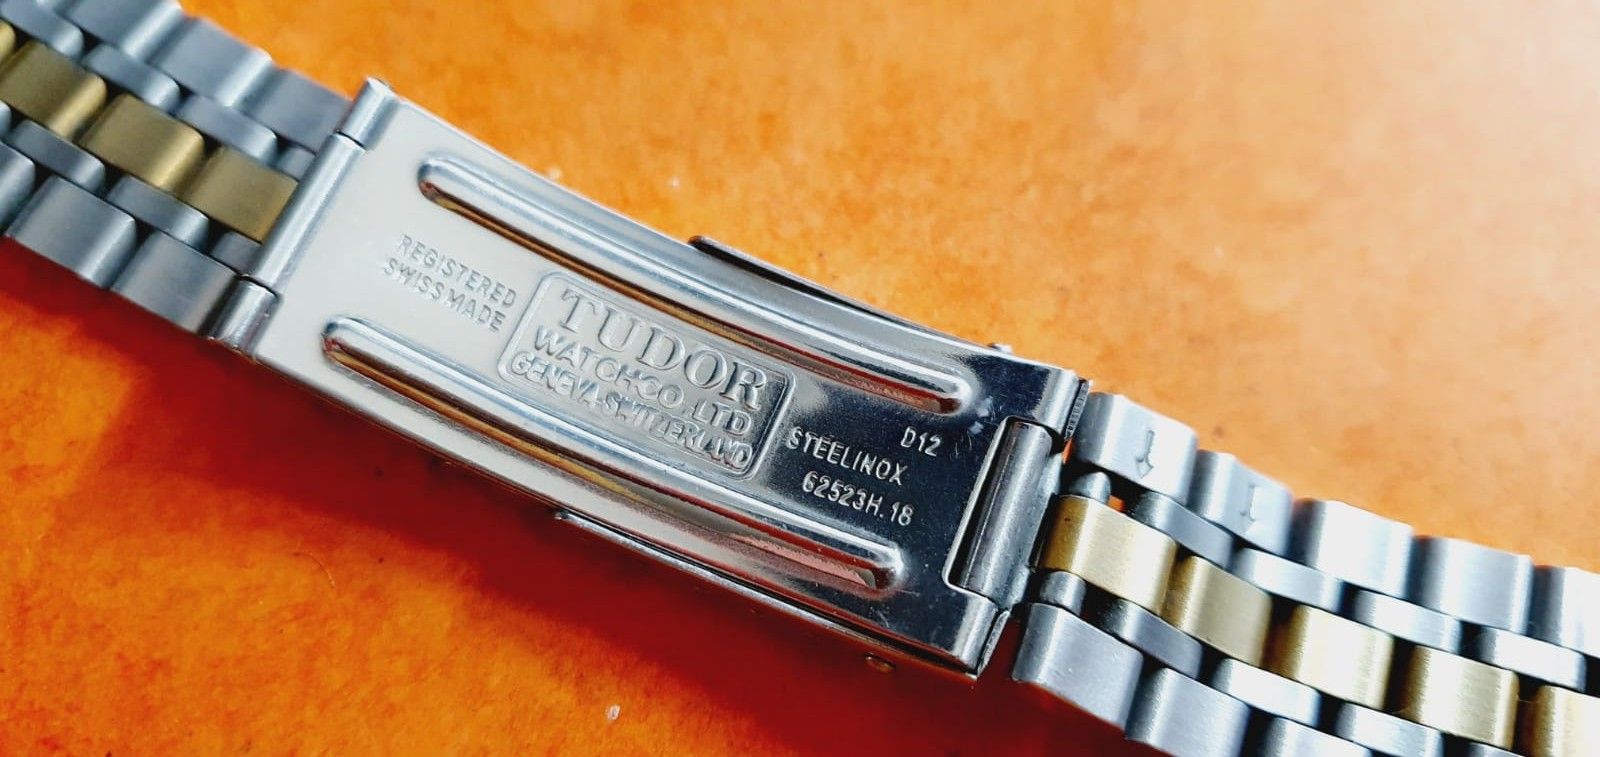 REGISTERED
SWISS MADE
TUDOR
WATCH CO. LTD
GENEVA-SWITZERLAND
D12
STEELINOX
62523H.18